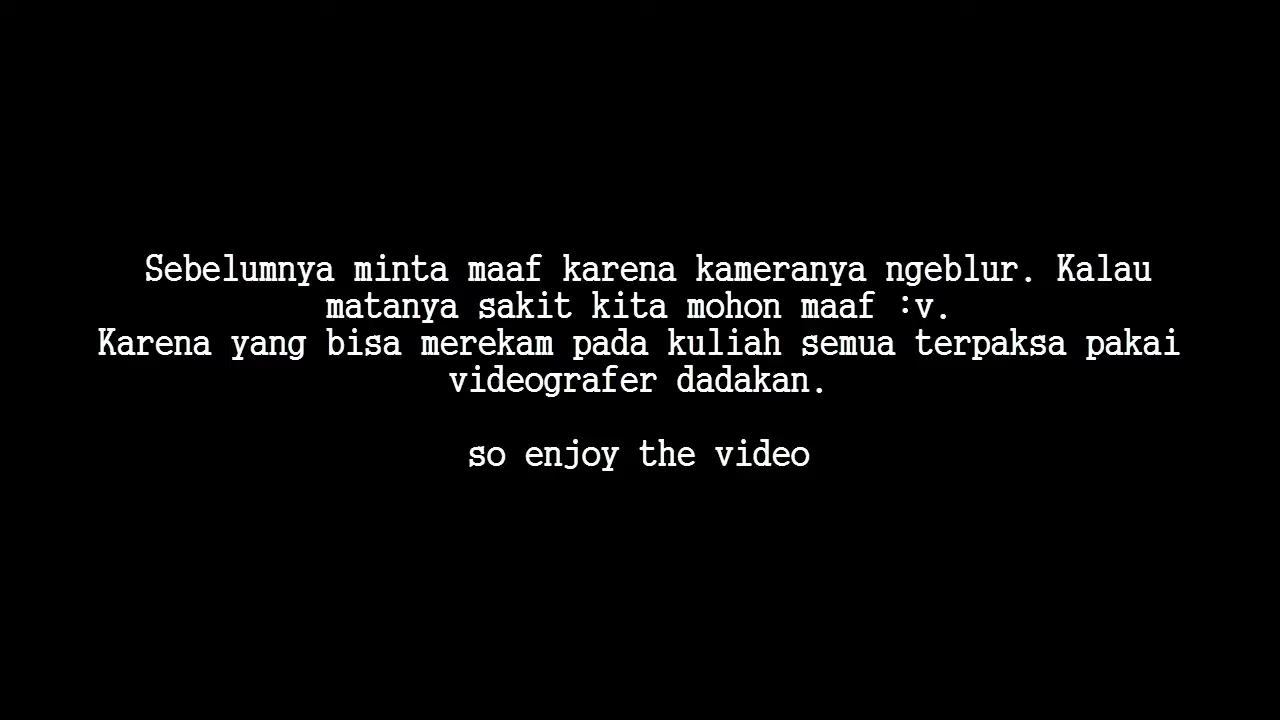 Sebelumnya minta maaf karena kameranya ngeblur. Kalau
matanya sakit kita mohon maaf :v.
Karena yang bisa merekam pada kuliah semua terpaksa pakai
videografer dadakan.
so enjoy the video